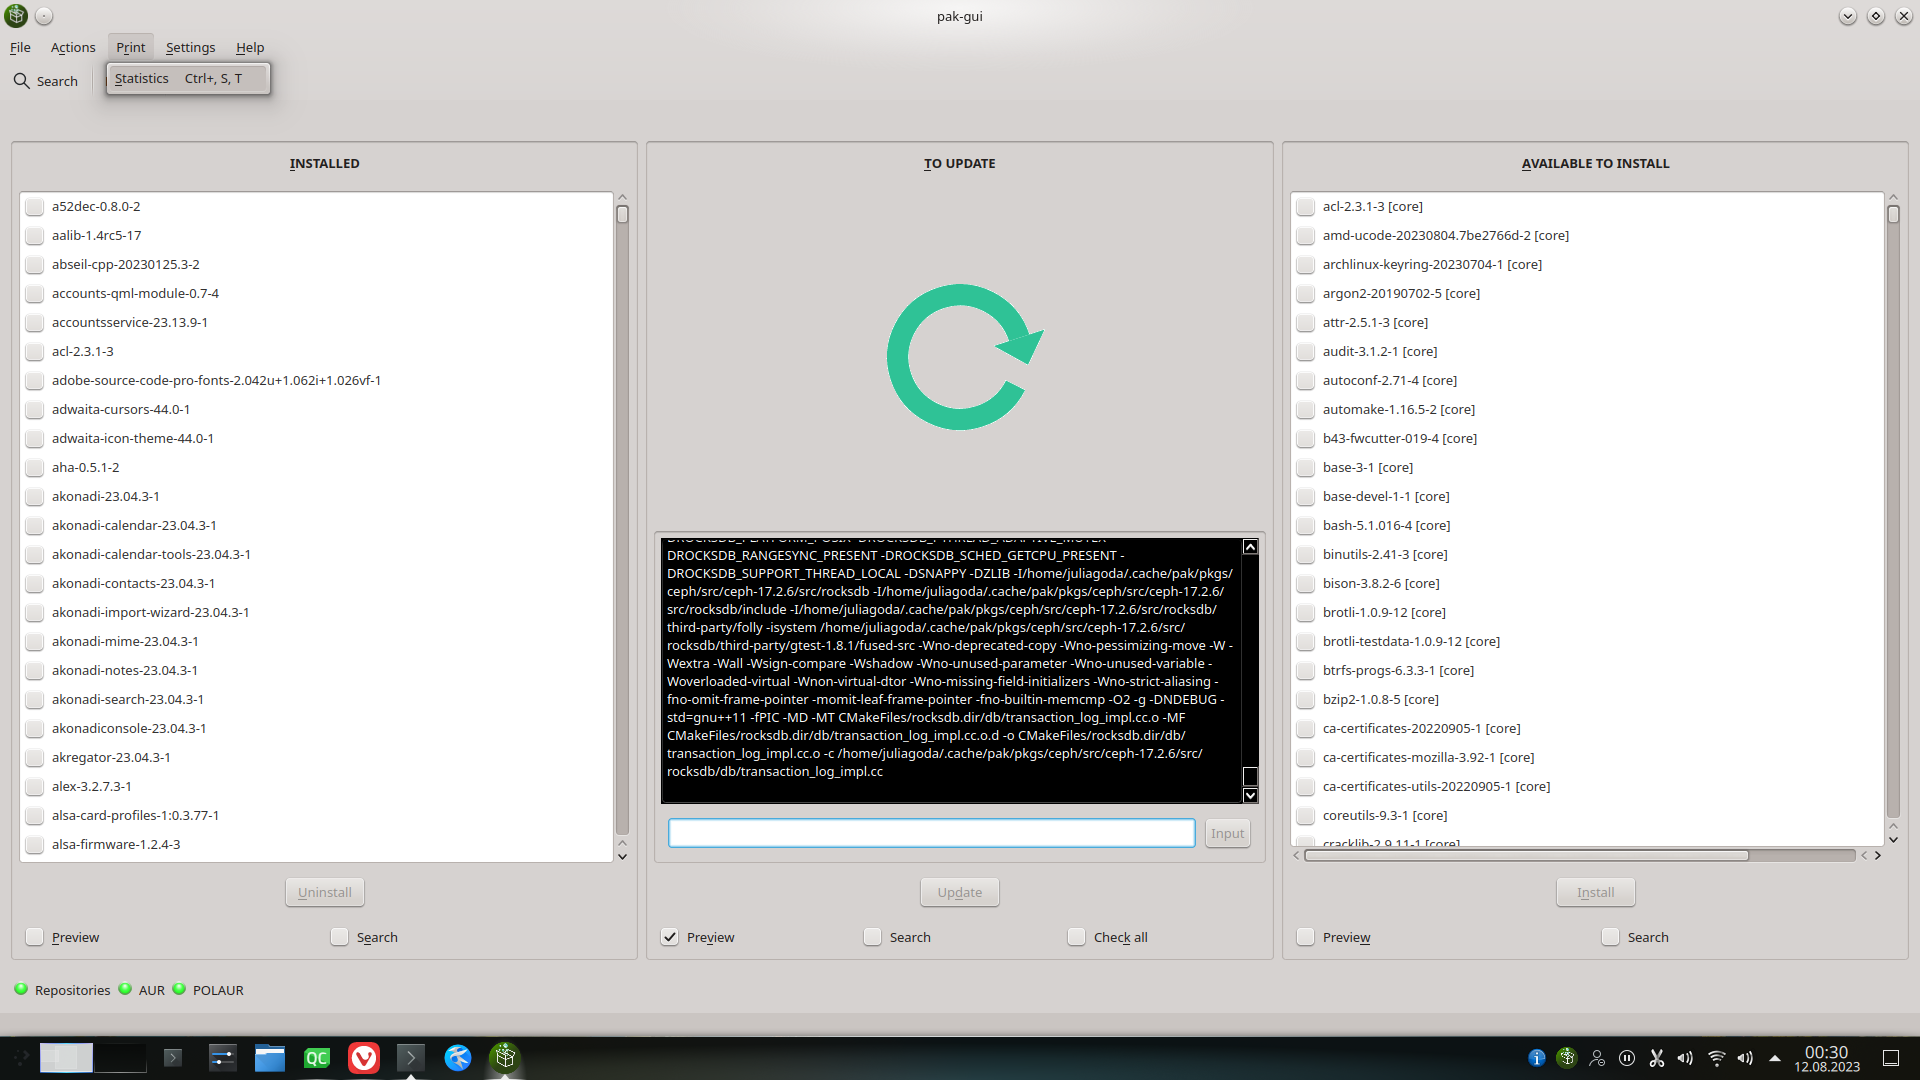 pak-gui
File Actions Print Settings Help
Search
Statistics Ctrl+, S, T
INSTALLED
a52dec-0.8.0-2
aalib-1.4rc5-17
abseil-cpp-20230125.3-2
accounts-qml-module-0.7-4
accountsservice-23.13.9-1
acl-2.3.1-3
adobe-source-code-pro-fonts-2.042u+1.062i+1.026vf-1
adwaita-cursors-44.0-1
adwaita-icon-theme-44.0-1
aha-0.5.1-2
akonadi-23.04.3-1
akonadi-calendar-23.04.3-1
akonadi-calendar-tools-23.04.3-1
akonadi-contacts-23.04.3-1
akonadi-import-wizard-23.04.3-1
akonadi-mime-23.04.3-1
akonadi-notes-23.04.3-1
akonadi-search-23.04.3-1
akonadiconsole-23.04.3-1
akregator-23.04.3-1
alex-3.2.7.3-1
alsa-card-profiles-1:0.3.77-1
alsa-firmware-1.2.4-3
Uninstall
Preview
Search
TO UPDATE
DROCKSDB_PLATFORM_POSIX -DROCKSDB_PTHREAD_ADAPTIVE_MUTEX -
DROCKSDB_RANGESYNC_PRESENT -DROCKSDB_SCHED_GETCPU_PRESENT -
DROCKSDB_SUPPORT_THREAD_LOCAL -DSNAPPY -DZLIB -I/home/juliagoda/.cache/pak/pkgs/
ceph/src/ceph-17.2.6/src/rocksdb -I/home/juliagoda/.cache/pak/pkgs/ceph/src/ceph-17.2.6/
src/rocksdb/include -I/home/juliagoda/.cache/pak/pkgs/ceph/src/ceph-17.2.6/src/rocksdb/
third-party/folly -isystem /home/juliagoda/.cache/pak/pkgs/ceph/src/ceph-17.2.6/src/
rocksdb/third-party/gtest-1.8.1/fused-src -Wno-deprecated-copy -Wno-pessimizing-move -W -
Wextra -Wall -Wsign-compare -Wshadow -Wno-unused-parameter -Wno-unused-variable -
Woverloaded-virtual -Wnon-virtual-dtor -Wno-missing-field-initializers -Wno-strict-aliasing -
fno-omit-frame-pointer -momit-leaf-frame-pointer -fno-builtin-memcmp -O2 -g -DNDEBUG -
std=gnu++11 -fPIC -MD -MT CMakeFiles/rocksdb.dir/db/transaction_log_impl.cc.o -MF
CMakeFiles/rocksdb.dir/db/transaction_log_impl.cc.o.d -o CMakeFiles/rocksdb.dir/db/
transaction_log_impl.cc.o -c /home/juliagoda/.cache/pak/pkgs/ceph/src/ceph-17.2.6/src/
rocksdb/db/transaction_log_impl.cc
Input
Update
Preview
Search
Check all
AVAILABLE TO INSTALL
acl-2.3.1-3 [core]
amd-ucode-20230804.7be2766d-2 [core]
archlinux-keyring-20230704-1 [core]
argon2-20190702-5 [core]
attr-2.5.1-3 [core]
audit-3.1.2-1 [core]
autoconf-2.71-4 [core]
automake-1.16.5-2 [core]
b43-fwcutter-019-4 [core]
base-3-1 [core]
base-devel-1-1 [core]
bash-5.1.016-4 [core]
binutils-2.41-3 [core]
bison-3.8.2-6 [core]
brotli-1.0.9-12 [core]
brotli-testdata-1.0.9-12 [core]
btrfs-progs-6.3.3-1 [core]
bzip2-1.0.8-5 [core]
ca-certificates-20220905-1 [core]
ca-certificates-mozilla-3.92-1 [core]
ca-certificates-utils-20220905-1 [core]
coreutils-9.3-1 [core]
cracklib-2.9.11-1 [core]
Install
Preview
Search
Repositories AUR POLAUR
QC
00:30
12.08.2023